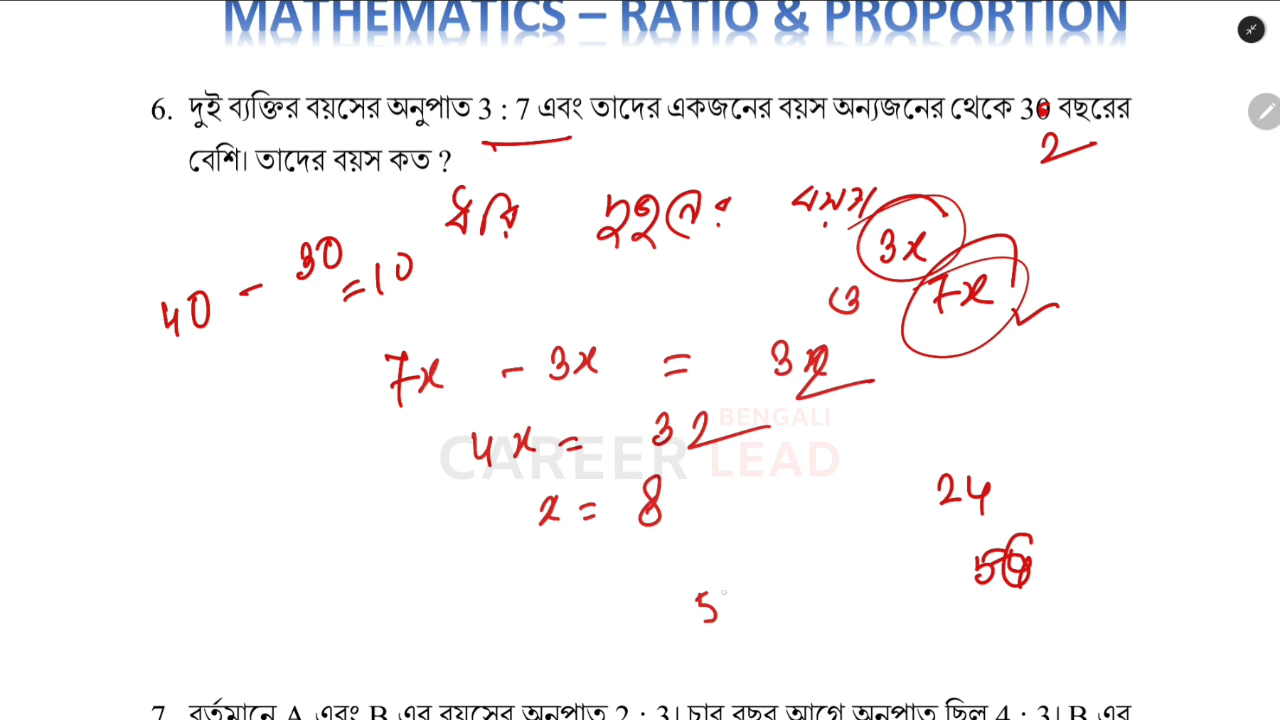 MATHEMATICS – RATIO & PROPORTION
6. দুই ব্যক্তির বয়সের অনুপাত 3 : 7 এবং তাদের একজনের বয়স অন্যজনের থেকে 30 বছরের
2
বেশি। তাদের বয়স কত ?
ধরি দুজনের বয়স 3x
ও 7x
40 - 30 = 10
7x - 3x = 32
4x = 32
BENGALI
CAREER LEAD
x = 8
24
56
5
7. বর্তমানে A এবং B এর বয়সের অনুপাত 2 : 3। চার বছর আগে অনুপাত ছিল 4 : 3। B এর